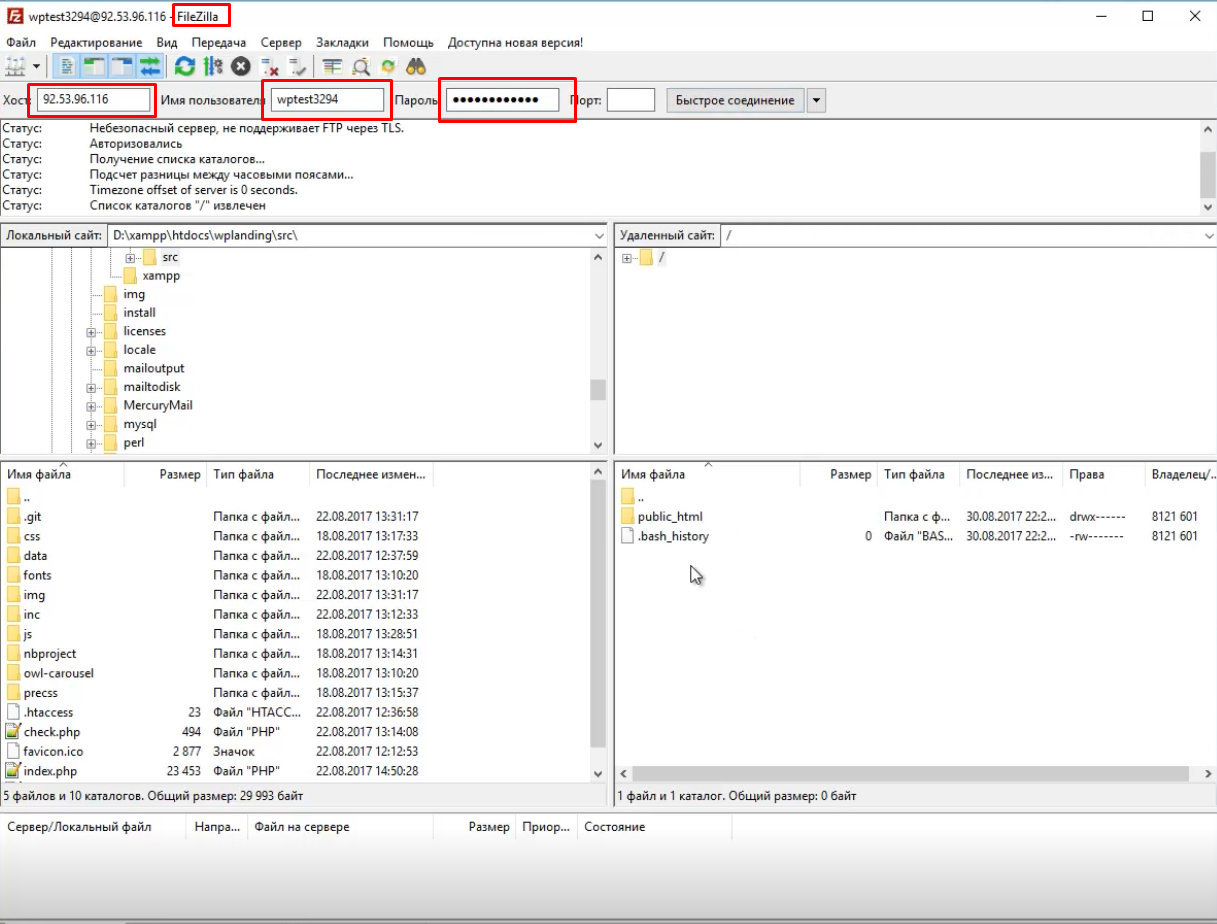 wptest3294@92.53.96.116 - FileZilla
Файл Редактирование Вид Передача Сервер Закладки Помощь Доступна новая версия!
Хост: 92.53.96.116 Имя пользователя: wptest3294 Пароль: ●●●●●●●●●●●● Порт: Быстрое соединение
Статус: Небезопасный сервер, не поддерживает FTP через TLS.
Статус: Авторизовались
Статус: Получение списка каталогов...
Статус: Подсчет разницы между часовыми поясами...
Статус: Timezone offset of server is 0 seconds.
Статус: Список каталогов "/" извлечен
Локальный сайт: D:\xampp\htdocs\wplanding\src\
src
xampp
img
install
licenses
locale
mailoutput
mailtodisk
MercuryMail
mysql
perl
Удаленный сайт: /
/
Имя файла Размер Тип файла Последнее измен...
..
.git Папка с файл... 22.08.2017 13:31:17
css Папка с файл... 18.08.2017 13:17:33
data Папка с файл... 22.08.2017 12:37:59
fonts Папка с файл... 18.08.2017 13:10:20
img Папка с файл... 22.08.2017 13:31:17
inc Папка с файл... 22.08.2017 13:12:33
js Папка с файл... 18.08.2017 13:28:51
nbproject Папка с файл... 22.08.2017 13:14:31
owl-carousel Папка с файл... 18.08.2017 13:10:20
precss Папка с файл... 18.08.2017 13:15:37
.htaccess 23 Файл "HTACC... 22.08.2017 12:36:58
check.php 494 Файл "PHP" 22.08.2017 13:14:08
favicon.ico 2 877 Значок 22.08.2017 12:12:53
index.php 23 453 Файл "PHP" 22.08.2017 14:50:28
5 файлов и 10 каталогов. Общий размер: 29 993 байт
Имя файла Размер Тип файла Последнее из... Права Владелец/...
..
public_html Папка с ф... 30.08.2017 22:2... drwx------ 8121 601
.bash_history 0 Файл "BAS... 30.08.2017 22:2... -rw------- 8121 601
1 файл и 1 каталог. Общий размер: 0 байт
Сервер/Локальный файл Напра... Файл на сервере Размер Приор... Состояние